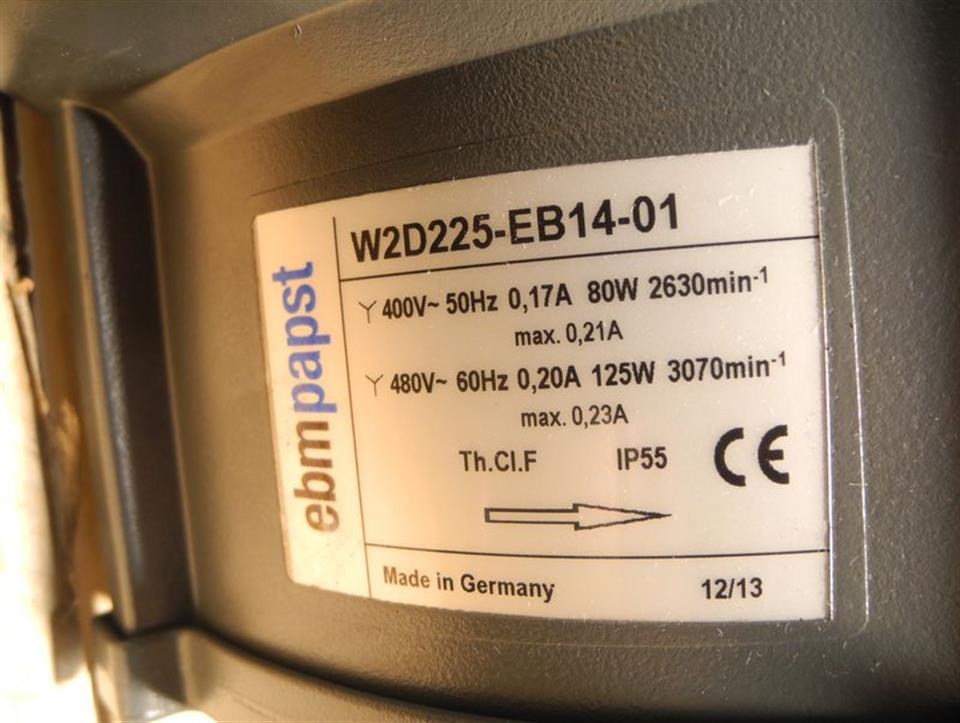 ebmpapst
W2D225-EB14-01
Y 400V~ 50Hz 0,17A 80W 2630min-1
max. 0,21A
Y 480V~ 60Hz 0,20A 125W 3070min-1
max. 0,23A
Th.Cl.F IP55 CE
Made in Germany 12/13